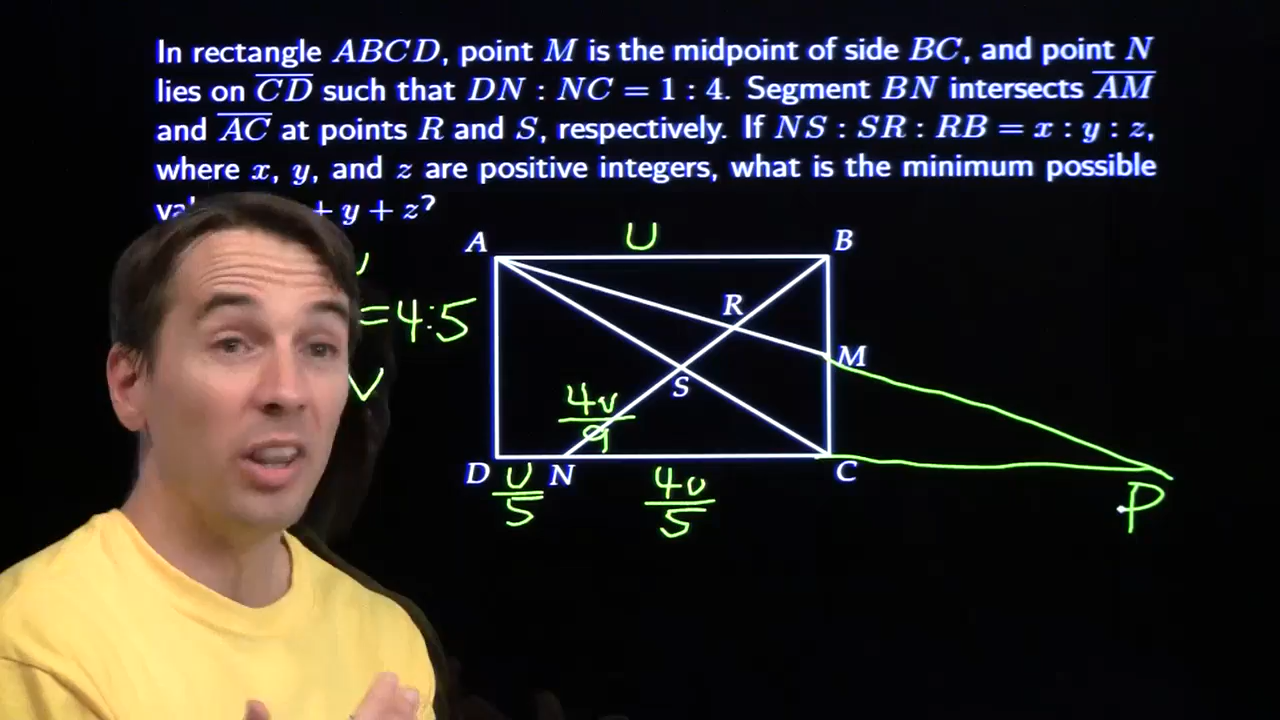 In rectangle ABCD, point M is the midpoint of side BC, and point N
lies on CD such that DN : NC = 1 : 4. Segment BN intersects AM
and AC at points R and S, respectively. If NS : SR : RB = x : y : z,
where x, y, and z are positive integers, what is the minimum possible
+ y + z?
A
U
B
=4:5
R
M
V
S
4v/9
D
N
C
U/5
4U/5
P